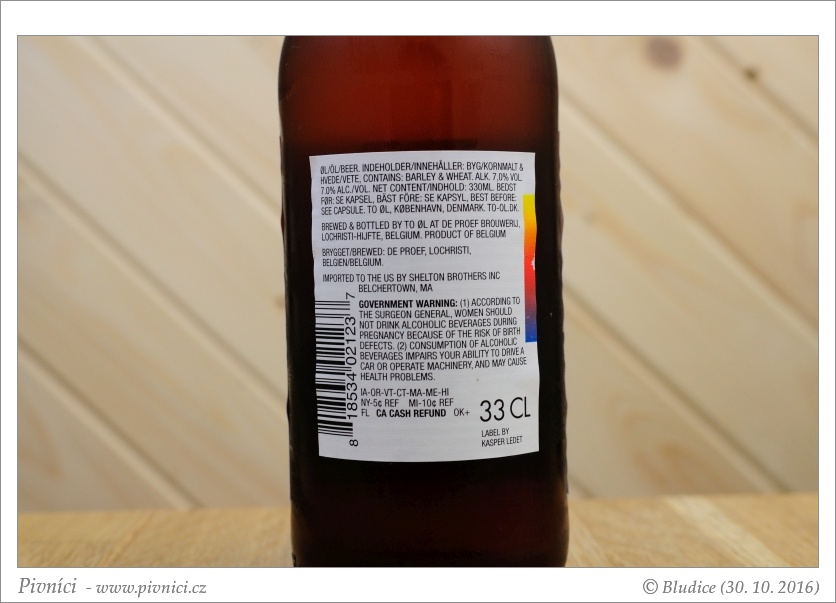 ØL/ÖL/BEER. INDEHOLDER/INNEHÅLLER: BYG/KORNMALT &
HVEDE/VETE, CONTAINS: BARLEY & WHEAT. ALK. 7,0% VOL.
7.0% ALC./VOL. NET CONTENT/INDHOLD: 330ML. BEDST
FØR: SE KAPSEL, BÄST FÖRE: SE KAPSYL, BEST BEFORE:
SEE CAPSULE. TO ØL, KØBENHAVN, DENMARK. TO-OL.DK.
BREWED & BOTTLED BY TO ØL AT DE PROEF BROUWERIJ,
LOCHRISTI-HIJFTE, BELGIUM. PRODUCT OF BELGIUM
BRYGGET/BREWED: DE PROEF, LOCHRISTI,
BELGIEN/BELGIUM.
IMPORTED TO THE US BY SHELTON BROTHERS INC
BELCHERTOWN, MA
GOVERNMENT WARNING: (1) ACCORDING TO
THE SURGEON GENERAL, WOMEN SHOULD
NOT DRINK ALCOHOLIC BEVERAGES DURING
PREGNANCY BECAUSE OF THE RISK OF BIRTH
DEFECTS. (2) CONSUMPTION OF ALCOHOLIC
BEVERAGES IMPAIRS YOUR ABILITY TO DRIVE A
CAR OR OPERATE MACHINERY, AND MAY CAUSE
HEALTH PROBLEMS.
IA-OR-VT-CT-MA-ME-HI
NY-5¢ REF MI-10¢ REF
FL CA CASH REFUND OK+
33 CL
LABEL BY
KASPER LEDET
8 18534 02123 7
Pivníci - www.pivnici.cz
© Bludice (30. 10. 2016)